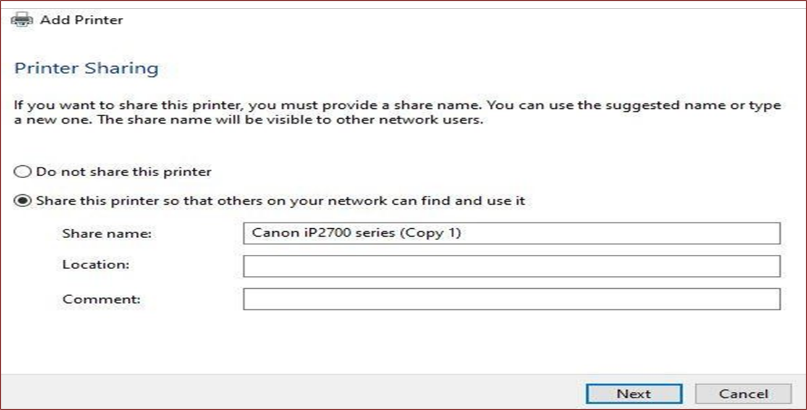 Add Printer
Printer Sharing
If you want to share this printer, you must provide a share name. You can use the suggested name or type
a new one. The share name will be visible to other network users.
Do not share this printer
Share this printer so that others on your network can find and use it
Share name: Canon iP2700 series (Copy 1)
Location:
Comment:
Next Cancel